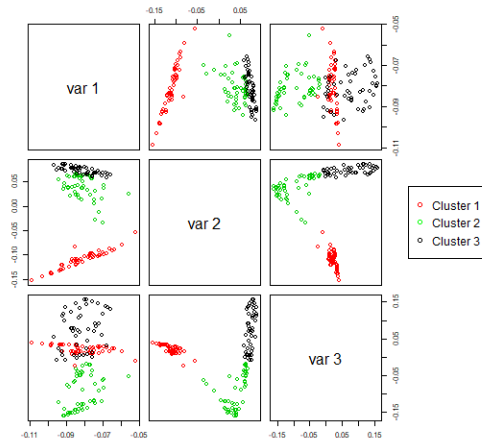 -0.15 -0.05 0.05
-0.05
-0.07
-0.09
-0.11
var 1
0.05
0.00
-0.05
-0.10
-0.15
var 2
Cluster 1
Cluster 2
Cluster 3
0.15
0.05
-0.05
-0.15
var 3
-0.11 -0.09 -0.07 -0.05
-0.15 -0.05 0.05 0.15